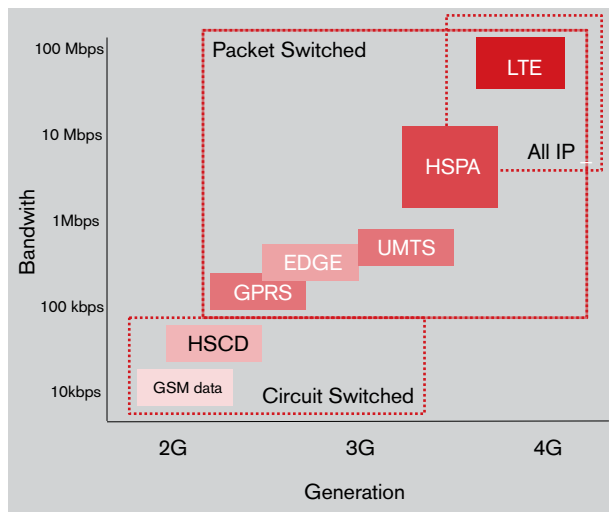 100 Mbps
Packet Switched
LTE
10 Mbps
All IP
HSPA
1Mbps
UMTS
EDGE
GPRS
100 kbps
HSCD
GSM data
10kbps
Circuit Switched
Bandwith
2G
3G
4G
Generation